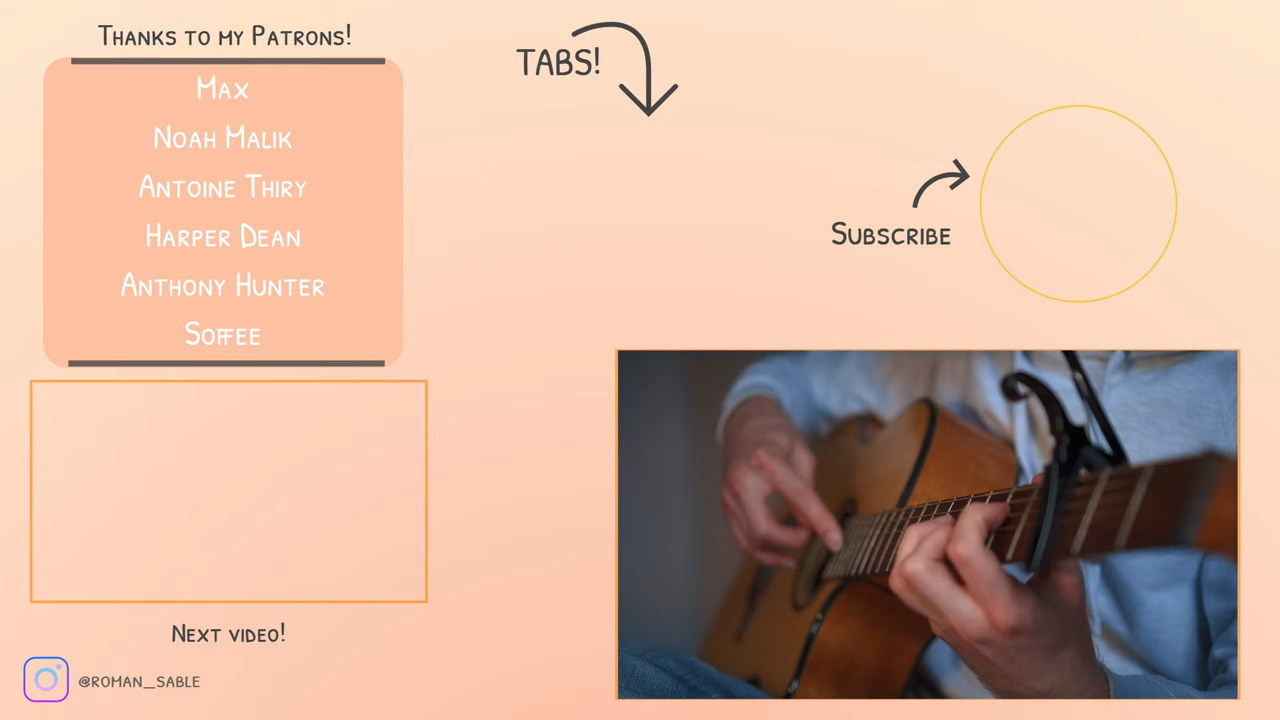 Thanks to my Patrons!
Max
Noah Malik
Antoine Thiry
Harper Dean
Anthony Hunter
Soffee
TABS!
Subscribe
Next video!
@roman_sable